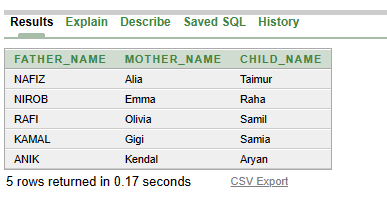 Results Explain Describe Saved SQL History
FATHER_NAME MOTHER_NAME CHILD_NAME
NAFIZ Alia Taimur
NIROB Emma Raha
RAFI Olivia Samil
KAMAL Gigi Samia
ANIK Kendal Aryan
5 rows returned in 0.17 seconds CSV Export